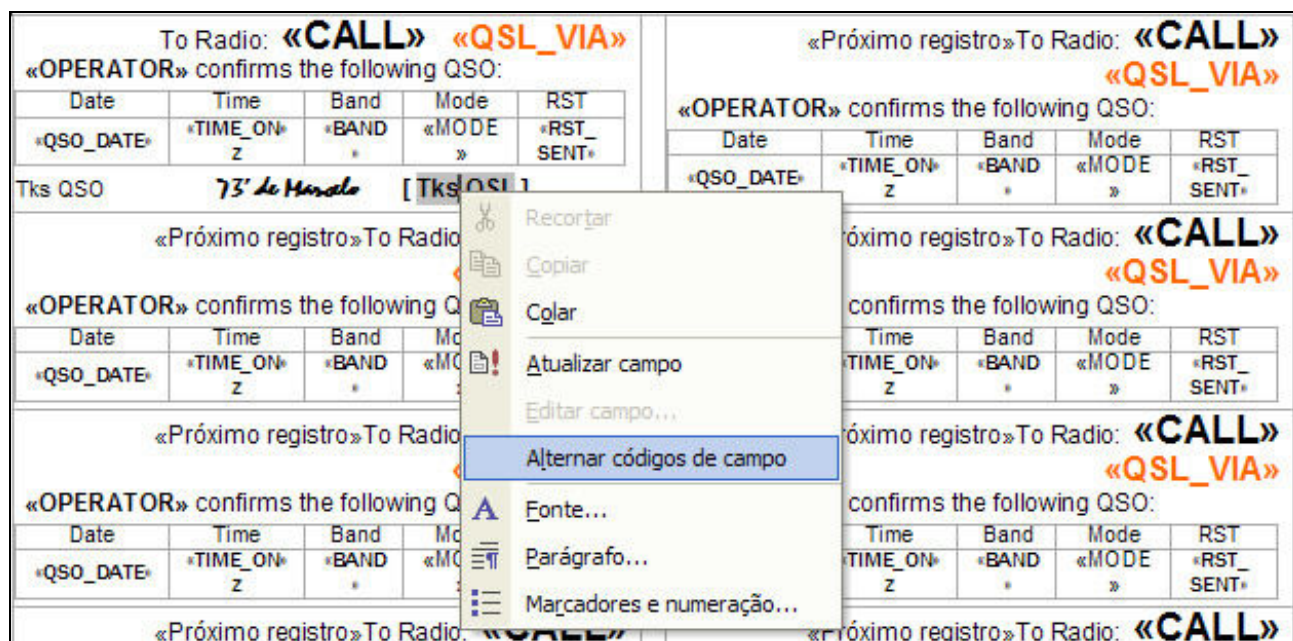 To Radio: «CALL» «QSL_VIA»
«OPERATOR» confirms the following QSO:
Date Time Band Mode RST
«QSO_DATE» «TIME_ON» «BAND «MODE «RST_
Z » » SENT»
Tks QSO 73' de Marcelo [ Tks QSL ]
«Próximo registro»To Radio: «CALL»
«QSL_VIA»
«OPERATOR» confirms the following QSO:
Date Time Band Mode RST
«QSO_DATE» «TIME_ON» «BAND «MODE «RST_
Z » » SENT»
Recortar
Copiar
Colar
Atualizar campo
Editar campo...
Alternar códigos de campo
Fonte...
Parágrafo...
Marcadores e numeração...
«Próximo registro»To Radio
«OPERATOR» confirms the following Q
Date Time Band Mo
«QSO_DATE» «TIME_ON» «BAND «MO
Z »
róximo registro»To Radio: «CALL»
«QSL_VIA»
confirms the following QSO:
Time Band Mode RST
TIME_ON» «BAND «MODE «RST_
Z » » SENT»
«Próximo registro»To Radio
«OPERATOR» confirms the following Q
Date Time Band Mo
«QSO_DATE» «TIME_ON» «BAND «MO
Z »
róximo registro»To Radio: «CALL»
«QSL_VIA»
confirms the following QSO:
Time Band Mode RST
TIME_ON» «BAND «MODE «RST_
Z » » SENT»
«Próximo registro»To Radio: «CALL»
«Próximo registro»To Radio: «CALL»